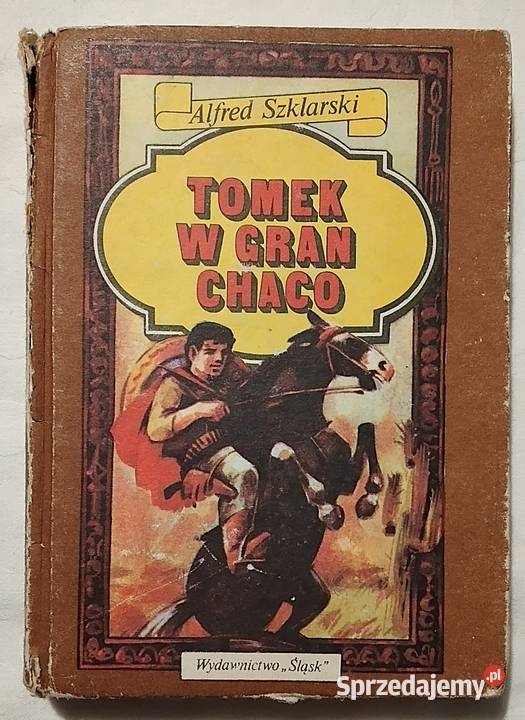 Alfred Szklarski
TOMEK
W GRAN
CHACO
Wydawnictwo „Śląsk”
Sprzedajemy.pl